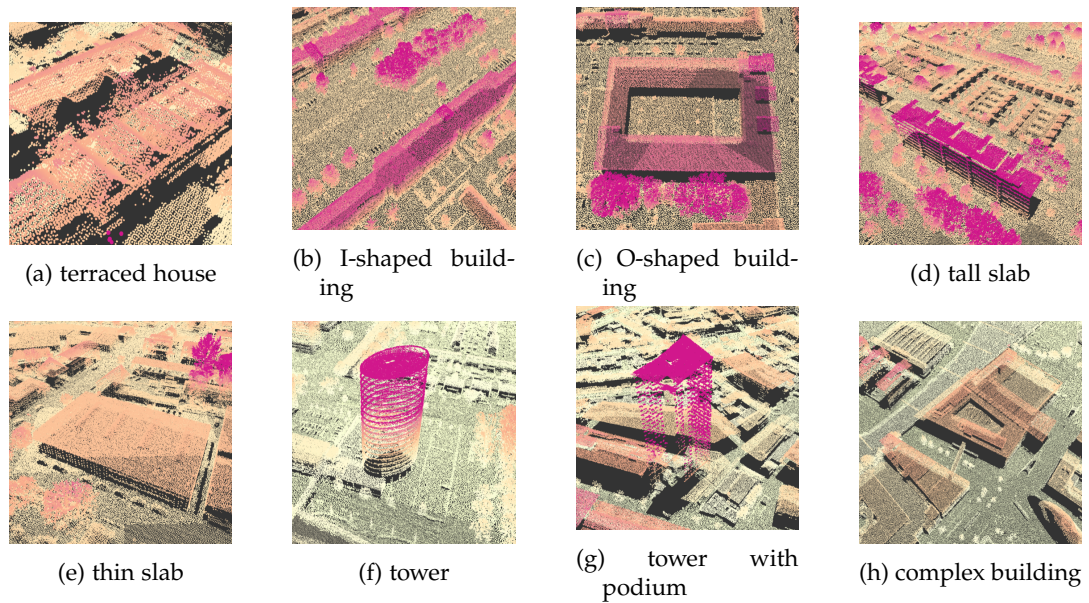 (a) terraced house
(b) I-shaped build-
ing
(c) O-shaped build-
ing
(d) tall slab
(e) thin slab
(f) tower
(g) tower with
podium
(h) complex building